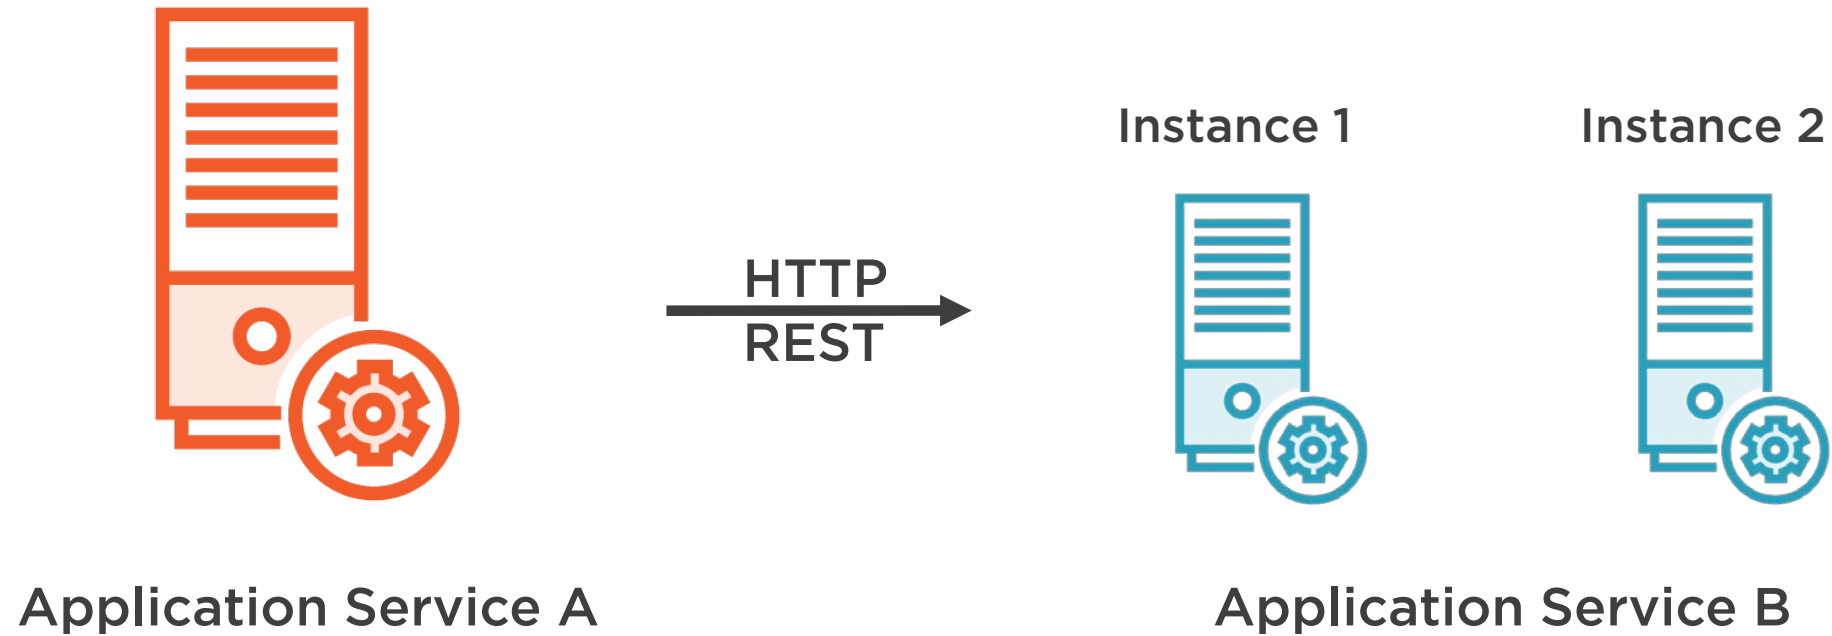 Instance 1
Instance 2
HTTP
REST
Application Service A
Application Service B